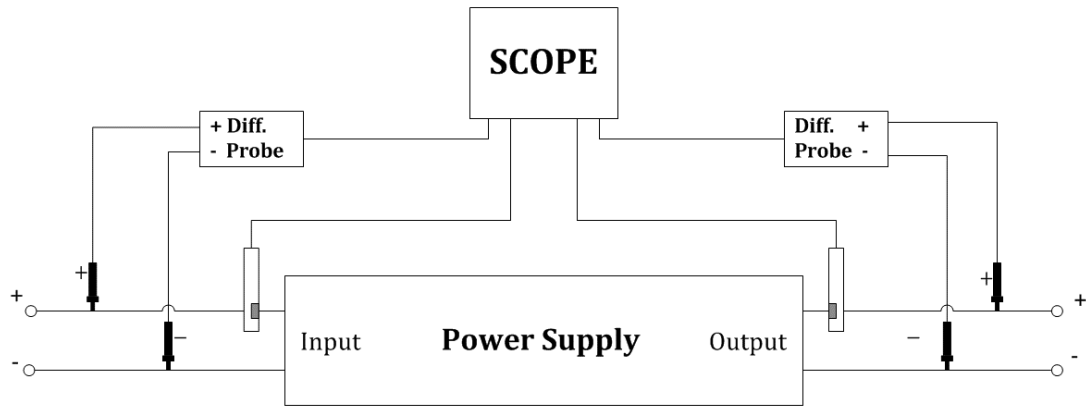 SCOPE
+ Diff.
- Probe
Diff. +
Probe -
+
+
+
+
–
–
Input
Power Supply
Output
-
-